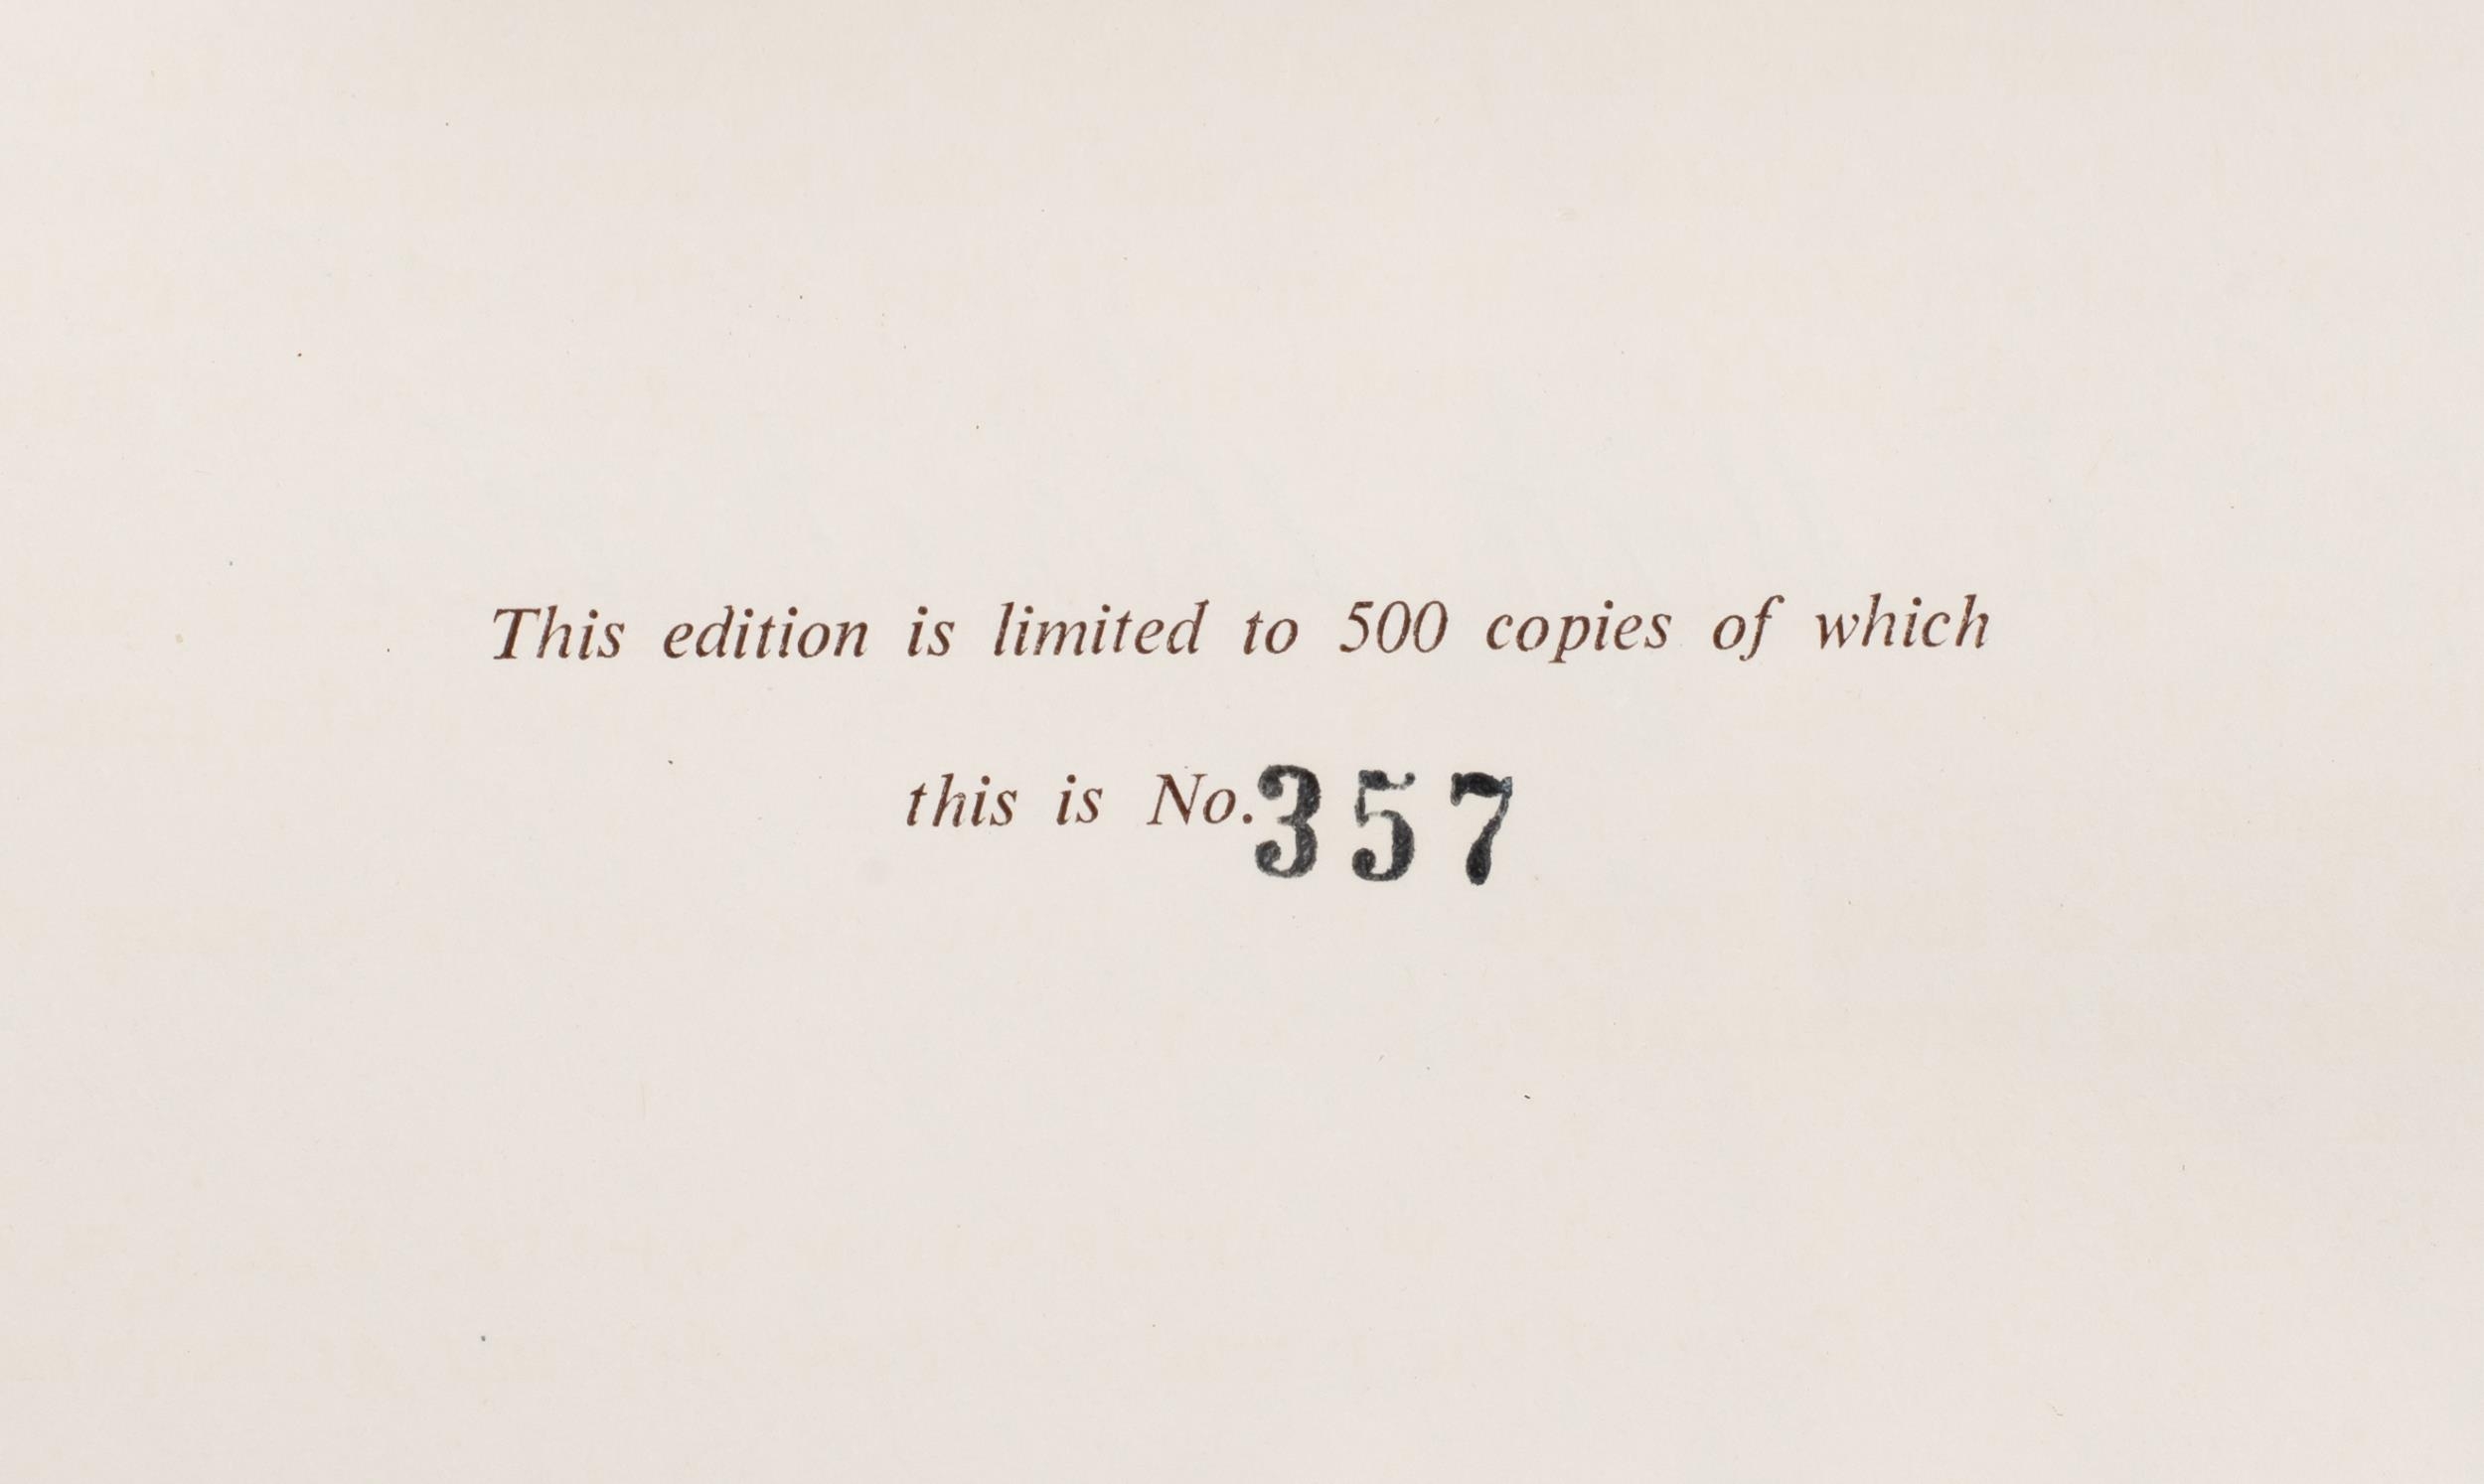 This edition is limited to 500 copies of which
this is No.357